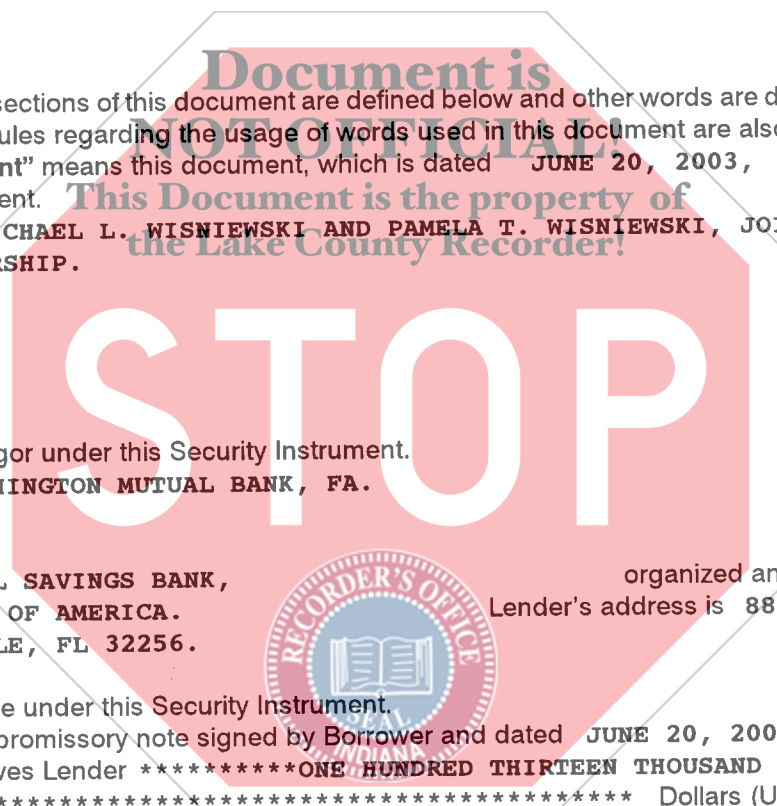 Document is
sections of this document are defined below and other words are d
ules regarding the usage of words used in this document are also
NOT OFFICIAL!
nt” means this document, which is dated JUNE 20, 2003,
ent.
This Document is the property of
CHAEL L. WISNIEWSKI AND PAMELA T. WISNIEWSKI, JOI
the Lake County Recorder!
RSHIP.
STOP
gor under this Security Instrument.
HINGTON MUTUAL BANK, FA.
L SAVINGS BANK, organized an
OF AMERICA. Lender's address is 88
LE, FL 32256.
RECORDER'S OFFICE
SEAL
INDIANA
e under this Security Instrument.
promissory note signed by Borrower and dated JUNE 20, 200
ves Lender **********ONE HUNDRED THIRTEEN THOUSAND
****************************************** Dollars (U